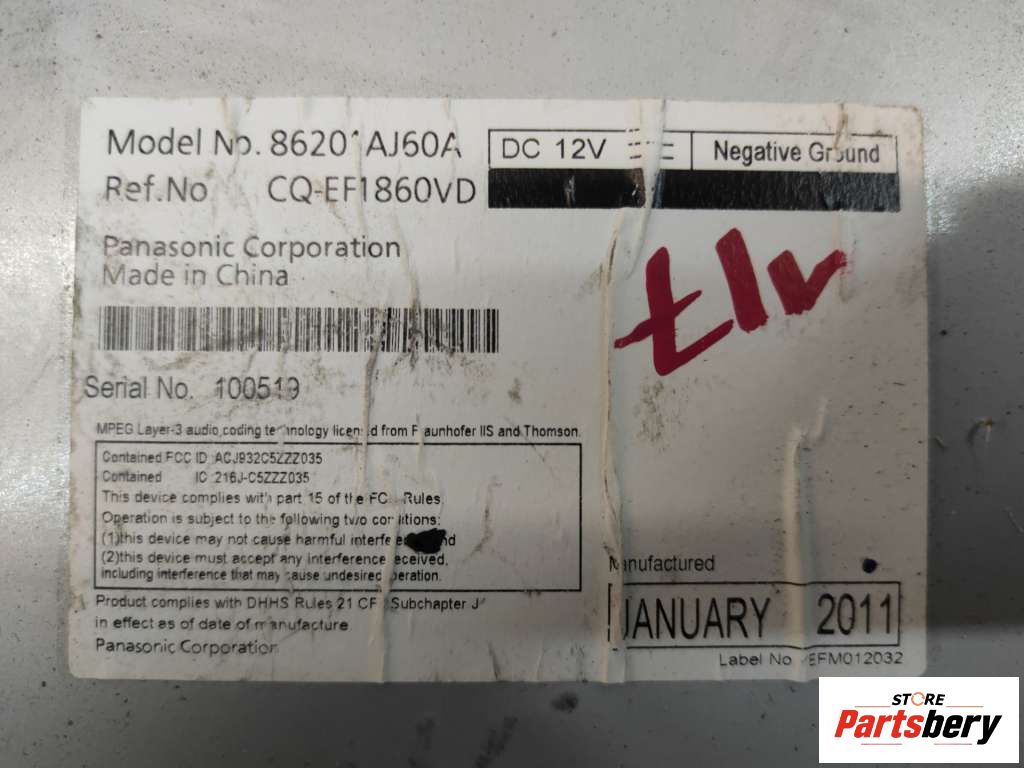 Model No. 86201AJ60A
DC 12V
Negative Ground
Ref.No CQ-EF1860VD
Panasonic Corporation
Made in China
Serial No. 100519
MPEG Layer-3 audio coding technology licensed from Fraunhofer IIS and Thomson.
Contained FCC ID :ACJ932C5ZZZ035
Contained IC :216J-C5ZZZ035
This device complies with part 15 of the FCC Rules.
Operation is subject to the following two conditions:
(1)this device may not cause harmful interference and
(2)this device must accept any interference received,
including interference that may cause undesired operation.
Product complies with DHHS Rules 21 CFR Subchapter J
in effect as of date of manufacture
Panasonic Corporation
Manufactured
JANUARY 2011
Label No YEFM012032
STORE
Partsbery